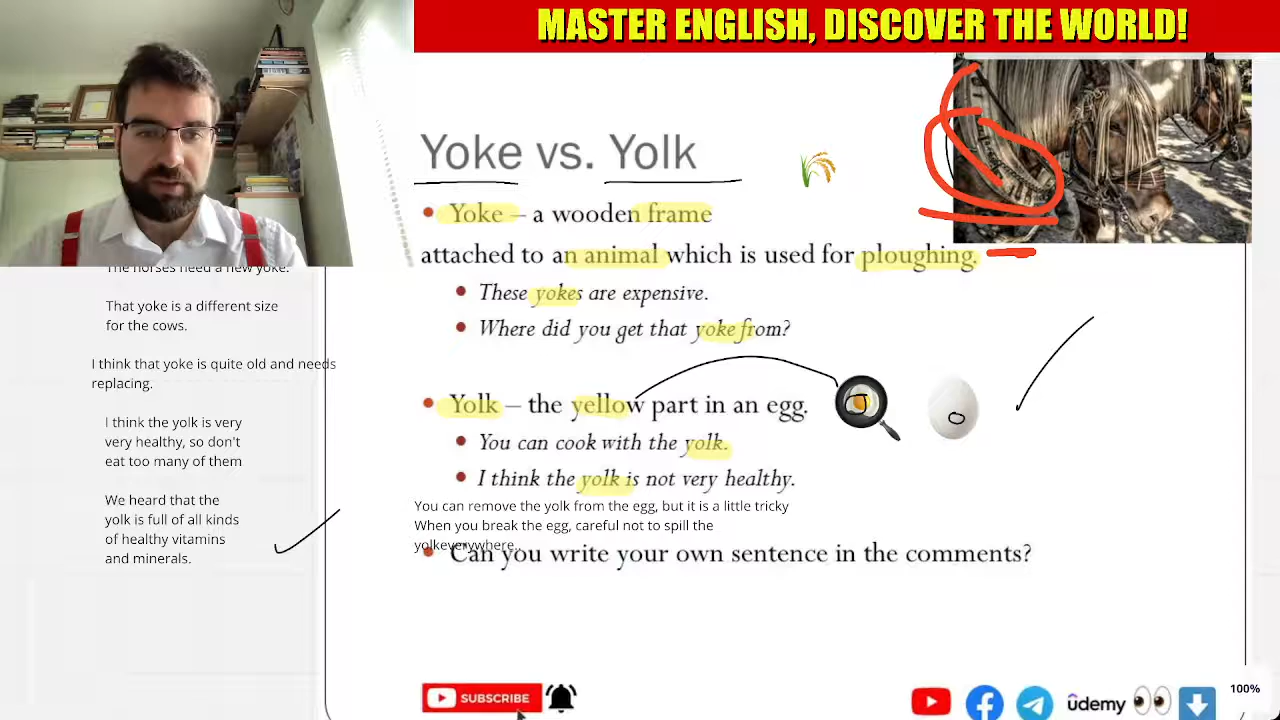 MASTER ENGLISH, DISCOVER THE WORLD!
Yoke vs. Yolk
Yoke – a wooden frame
attached to an animal which is used for ploughing.
These yokes are expensive.
Where did you get that yoke from?
Yolk – the yellow part in an egg.
You can cook with the yolk.
I think the yolk is not very healthy.
You can remove the yolk from the egg, but it is a little tricky
When you break the egg, careful not to spill the
yolkeverywhere.
Can you write your own sentence in the comments?
The horses need a new yoke.
That yoke is a different size
for the cows.
I think that yoke is quite old and needs
replacing.
I think the yolk is very
very healthy, so don't
eat too many of them
We heard that the
yolk is full of all kinds
of healthy vitamins
and minerals.
SUBSCRIBE
ûdemy
100%